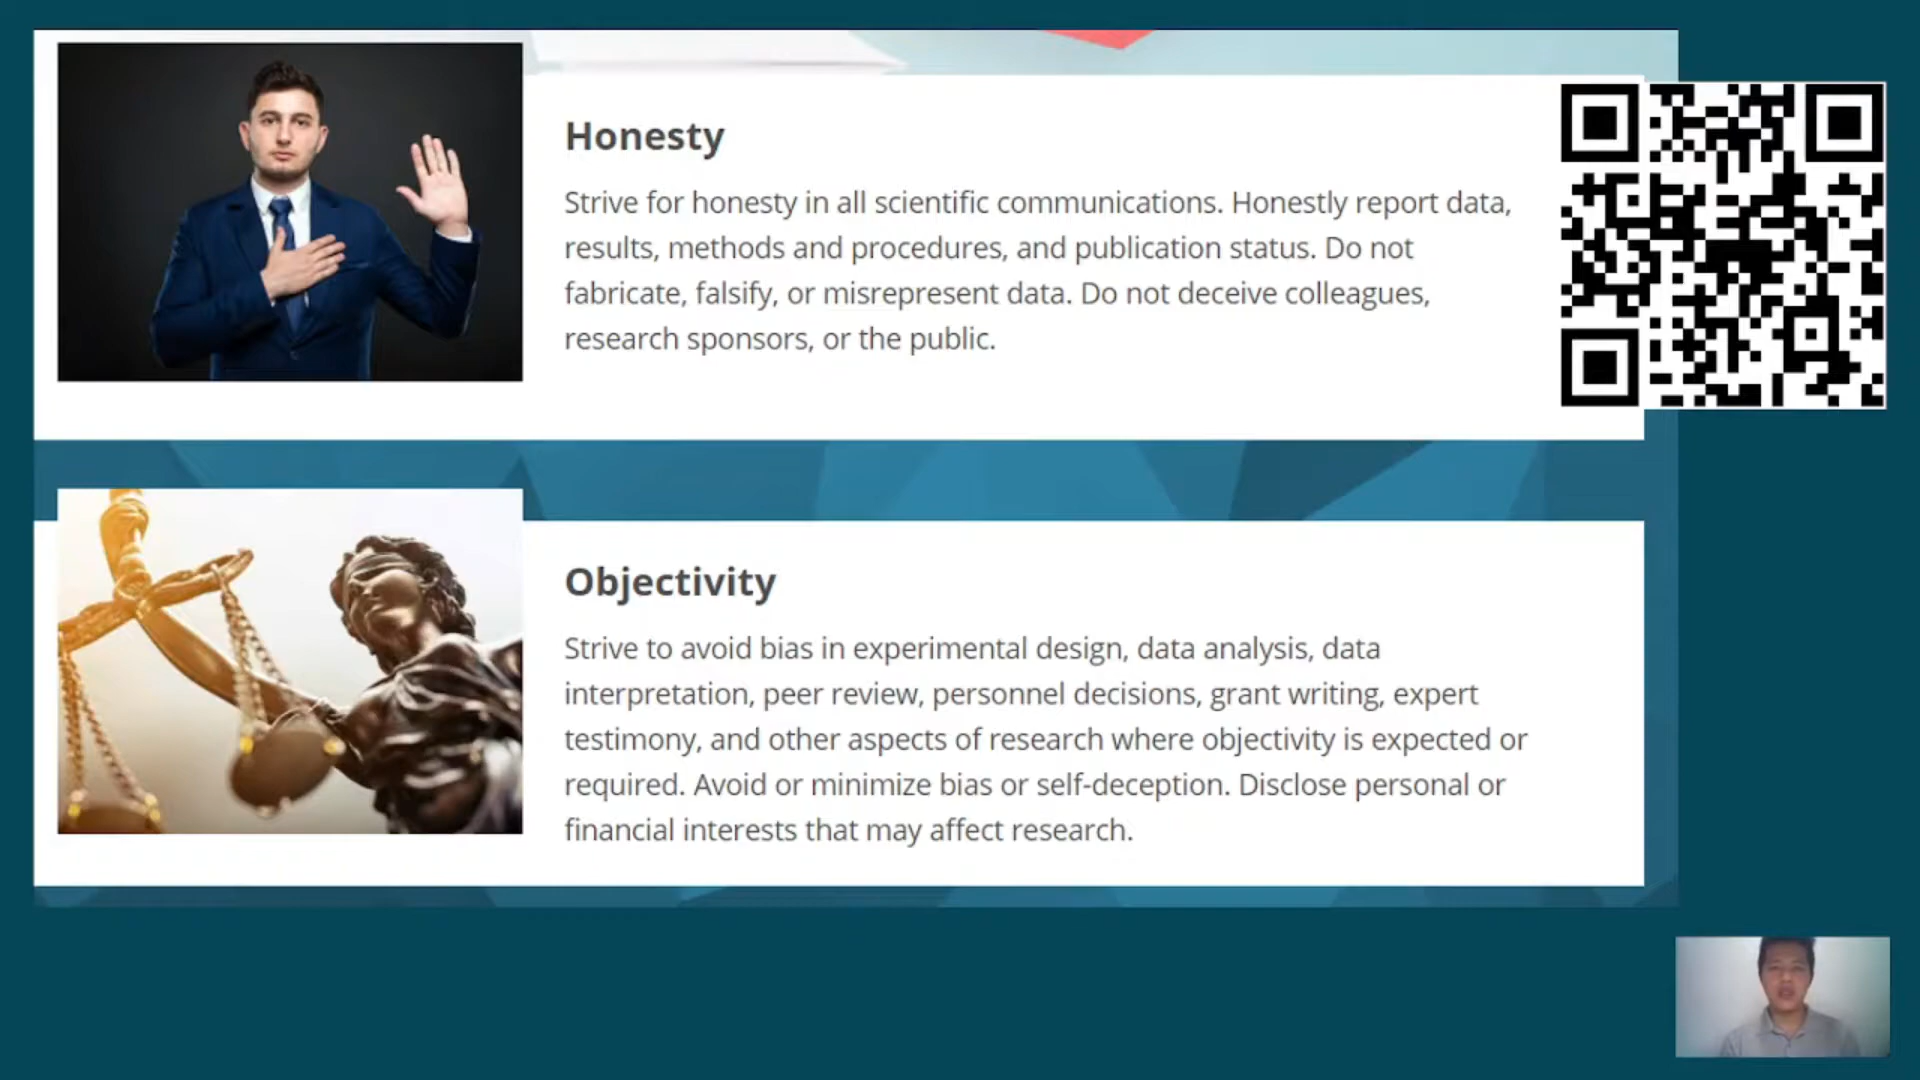 Honesty
Strive for honesty in all scientific communications. Honestly report data,
results, methods and procedures, and publication status. Do not
fabricate, falsify, or misrepresent data. Do not deceive colleagues,
research sponsors, or the public.
Objectivity
Strive to avoid bias in experimental design, data analysis, data
interpretation, peer review, personnel decisions, grant writing, expert
testimony, and other aspects of research where objectivity is expected or
required. Avoid or minimize bias or self-deception. Disclose personal or
financial interests that may affect research.